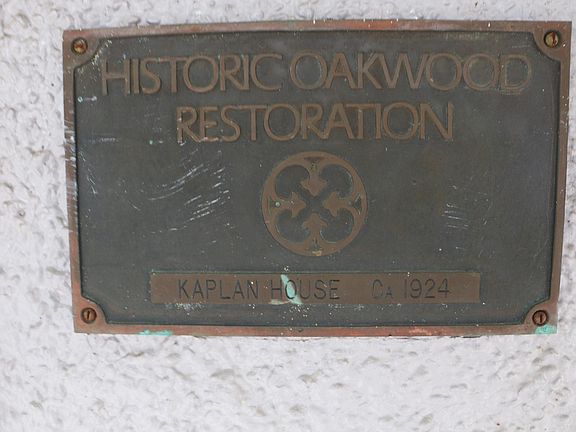 HISTORIC OAKWOOD
RESTORATION
KAPLAN HOUSE CA 1924